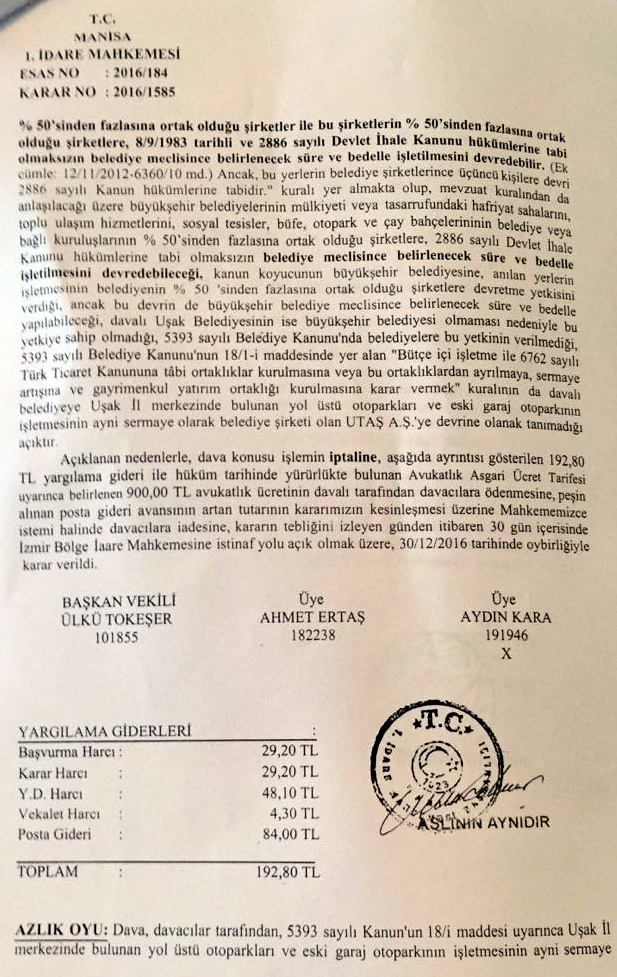 T.C.
MANİSA
1. İDARE MAHKEMESİ
ESAS NO : 2016/184
KARAR NO : 2016/1585
% 50'sinden fazlasına ortak olduğu şirketler ile bu şirketlerin % 50'sinden fazlasına ortak
olduğu şirketlere, 8/9/1983 tarihli ve 2886 sayılı Devlet İhale Kanunu hükümlerine tabi
olmaksızın belediye meclisince belirlenecek süre ve bedelle işletilmesini devredebilir. (Ek
cümle: 12/11/2012-6360/10 md.) Ancak, bu yerlerin belediye şirketlerince üçüncü kişilere devri
2886 sayılı Kanun hükümlerine tabidir." kuralı yer almakta olup, mevzuat kuralından da
anlaşılacağı üzere büyükşehir belediyelerinin mülkiyeti veya tasarrufundaki hafriyat sahalarını,
toplu ulaşım hizmetlerini, sosyal tesisler, büfe, otopark ve çay bahçelerininin belediye veya
bağlı kuruluşlarının % 50'sinden fazlasına ortak olduğu şirketlere, 2886 sayılı Devlet İhale
Kanunu hükümlerine tabi olmaksızın belediye meclisince belirlenecek süre ve bedelle
işletilmesini devredebileceği, kanun koyucunun büyükşehir belediyesine, anılan yerlerin
işletmesinin belediyenin % 50 'sinden fazlasına ortak olduğu şirketlere devretme yetkisini
verdiği, ancak bu devrin de büyükşehir belediye meclisince belirlenecek süre ve bedelle
yapılabileceği, davalı Uşak Belediyesinin ise büyükşehir belediyesi olmaması nedeniyle bu
yetkiye sahip olmadığı, 5393 sayılı Belediye Kanunu'nda belediyelere bu yetkinin verilmediği,
5393 sayılı Belediye Kanunu'nun 18/1-i maddesinde yer alan "Bütçe içi işletme ile 6762 sayılı
Türk Ticaret Kanununa tâbi ortaklıklar kurulmasına veya bu ortaklıklardan ayrılmaya, sermaye
artışına ve gayrimenkul yatırım ortaklığı kurulmasına karar vermek" kuralının da davalı
belediyeye Uşak İl merkezinde bulunan yol üstü otoparkları ve eski garaj otoparkının
işletmesinin ayni sermaye olarak belediye şirketi olan UTAŞ A.Ş.'ye devrine olanak tanımadığı
açıktır.
Açıklanan nedenlerle, dava konusu işlemin iptaline, aşağıda ayrıntısı gösterilen 192,80
TL yargılama gideri ile hüküm tarihinde yürürlükte bulunan Avukatlık Asgari Ücret Tarifesi
uyarınca belirlenen 900,00 TL avukatlık ücretinin davalı tarafından davacılara ödenmesine, peşin
alınan posta gideri avansının artan tutarının kararımızın kesinleşmesi üzerine Mahkememizce
istemi halinde davacılara iadesine, kararın tebliğini izleyen günden itibaren 30 gün içerisinde
İzmir Bölge İdare Mahkemesine istinaf yolu açık olmak üzere, 30/12/2016 tarihinde oybirliğiyle
karar verildi.
BAŞKAN VEKİLİ Üye Üye
ÜLKÜ TOKEŞER AHMET ERTAŞ AYDIN KARA
101855 182238 191946
X
YARGILAMA GİDERLERİ :
Başvurma Harcı : 29,20 TL
Karar Harcı : 29,20 TL
Y.D. Harcı : 48,10 TL
Vekalet Harcı : 4,30 TL
Posta Gideri : 84,00 TL
TOPLAM : 192,80 TL
T.C.
1. İDARE
1923
ASLININ AYNIDIR
AZLIK OYU: Dava, davacılar tarafından, 5393 sayılı Kanun'un 18/i maddesi uyarınca Uşak İl
merkezinde bulunan yol üstü otoparkları ve eski garaj otoparkının işletmesinin ayni sermaye